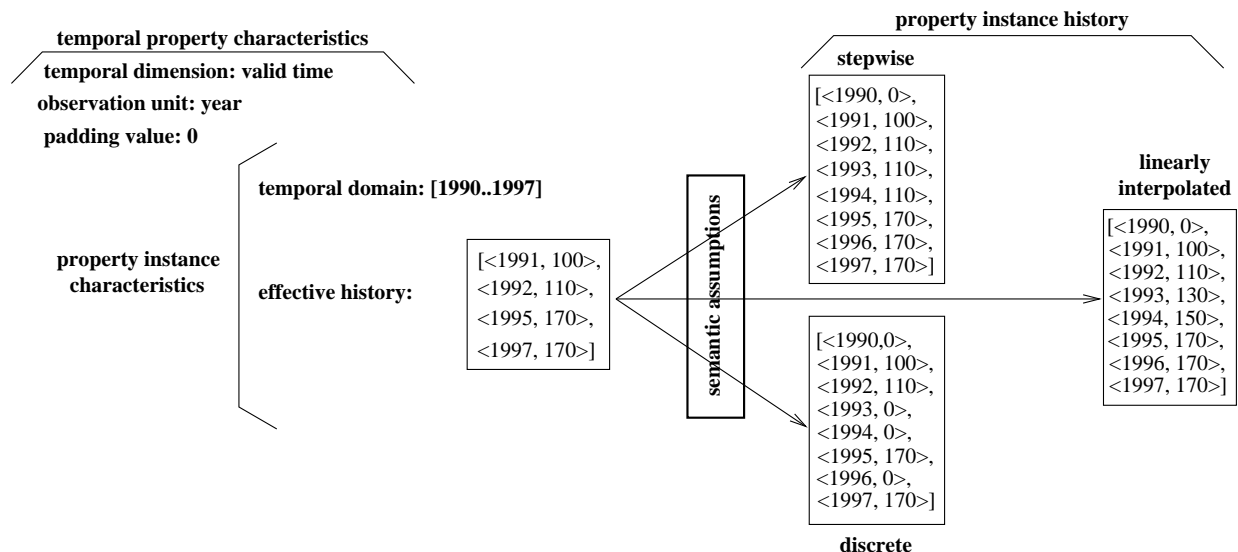 temporal property characteristics
temporal dimension: valid time
observation unit: year
padding value: 0
property instance
characteristics
temporal domain: [1990..1997]
effective history:
[<1991, 100>,
<1992, 110>,
<1995, 170>,
<1997, 170>]
semantic assumptions
property instance history
stepwise
[<1990, 0>,
<1991, 100>,
<1992, 110>,
<1993, 110>,
<1994, 110>,
<1995, 170>,
<1996, 170>,
<1997, 170>]
[<1990,0>,
<1991, 100>,
<1992, 110>,
<1993, 0>,
<1994, 0>,
<1995, 170>,
<1996, 0>,
<1997, 170>]
discrete
linearly
interpolated
[<1990, 0>,
<1991, 100>,
<1992, 110>,
<1993, 130>,
<1994, 150>,
<1995, 170>,
<1996, 170>,
<1997, 170>]